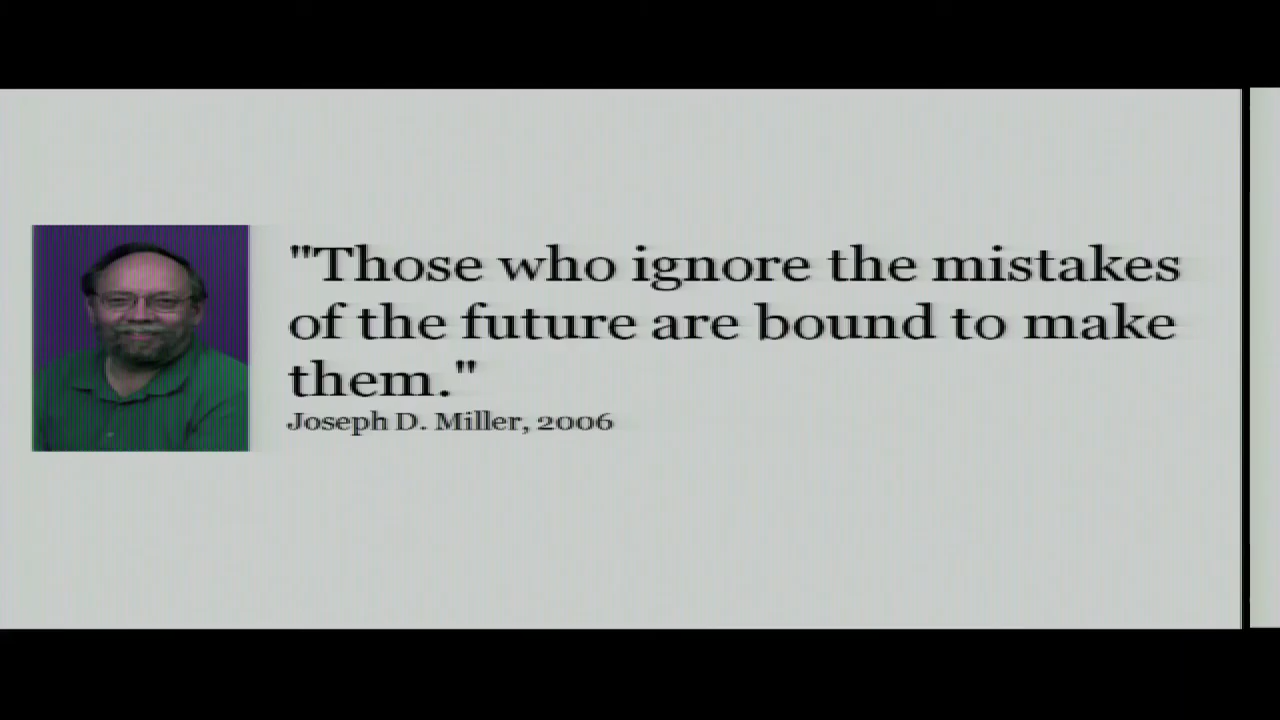 "Those who ignore the mistakes
of the future are bound to make
them."
Joseph D. Miller, 2006